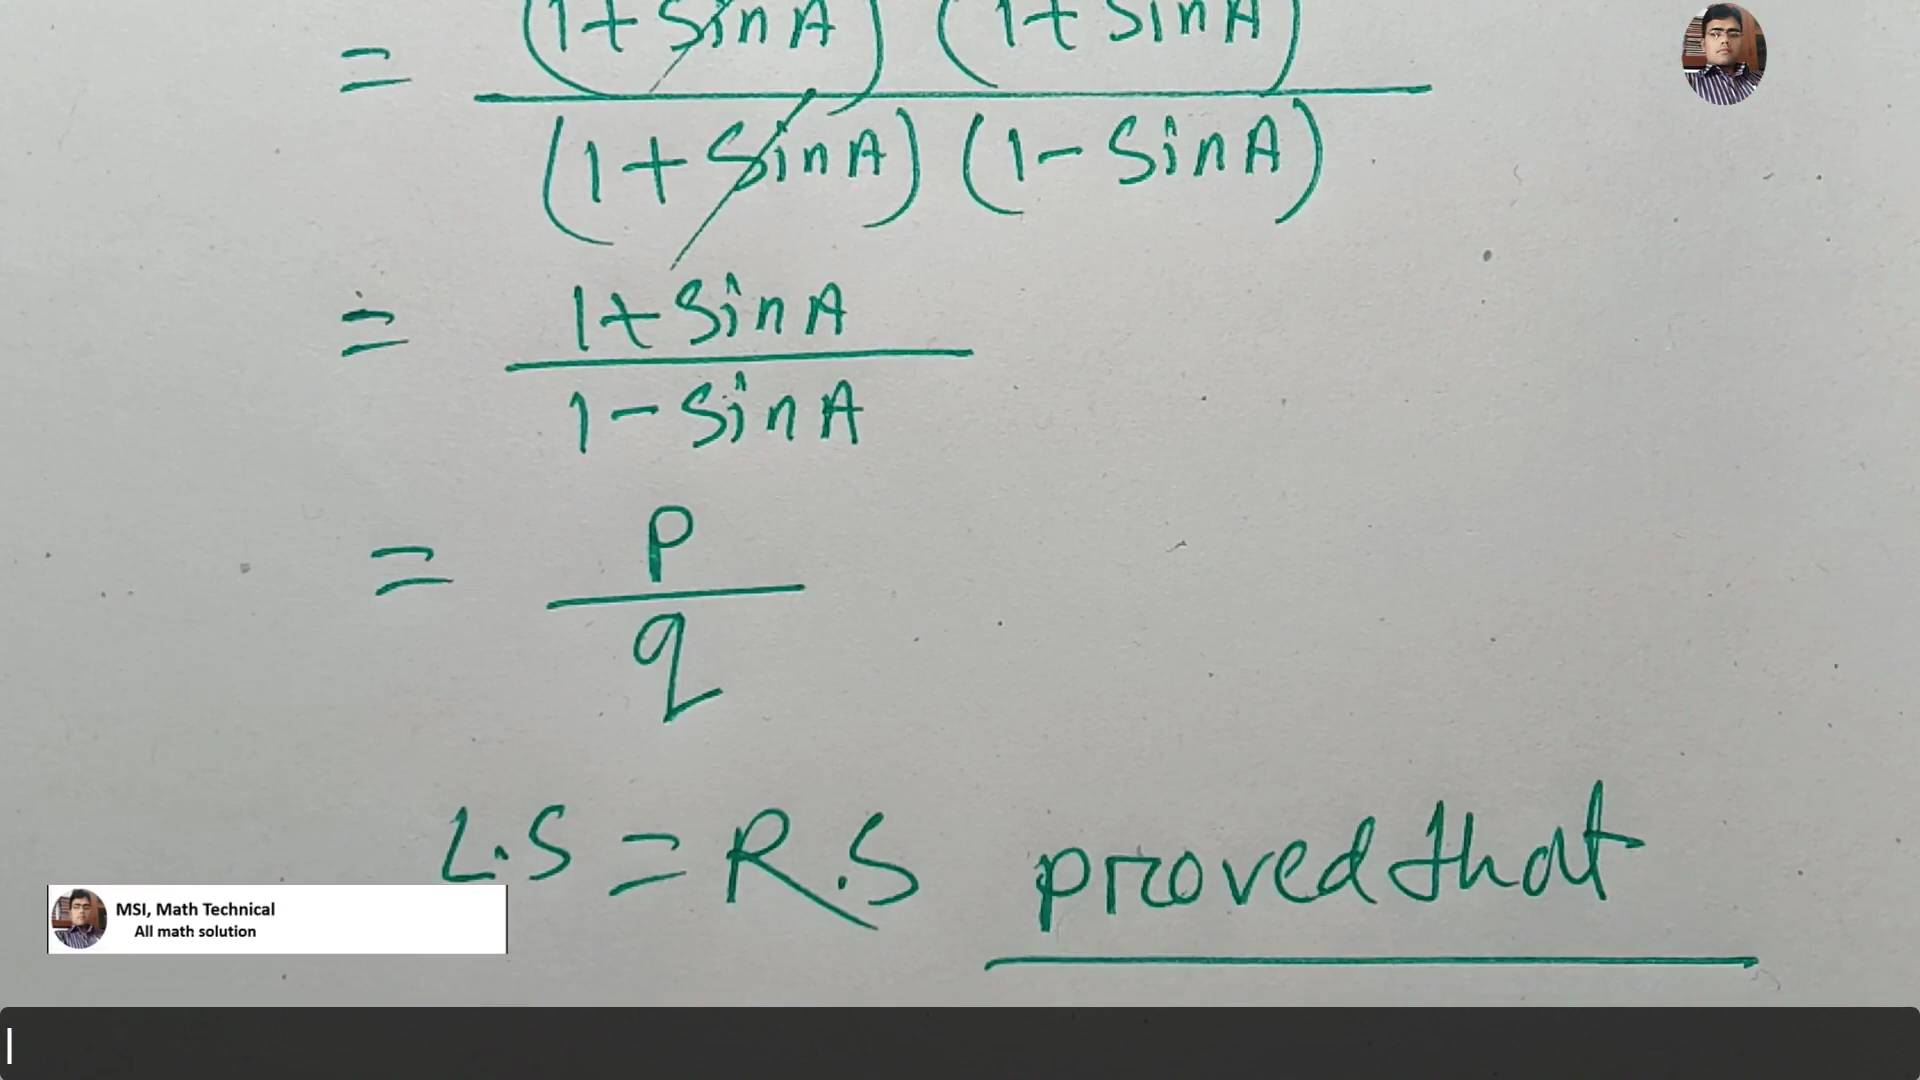 = (1+SinA) (1+SinA)
(1+SinA) (1-SinA)
= 1+SinA
1-SinA
= P
q
L.S = R.S proved that
MSI, Math Technical
All math solution